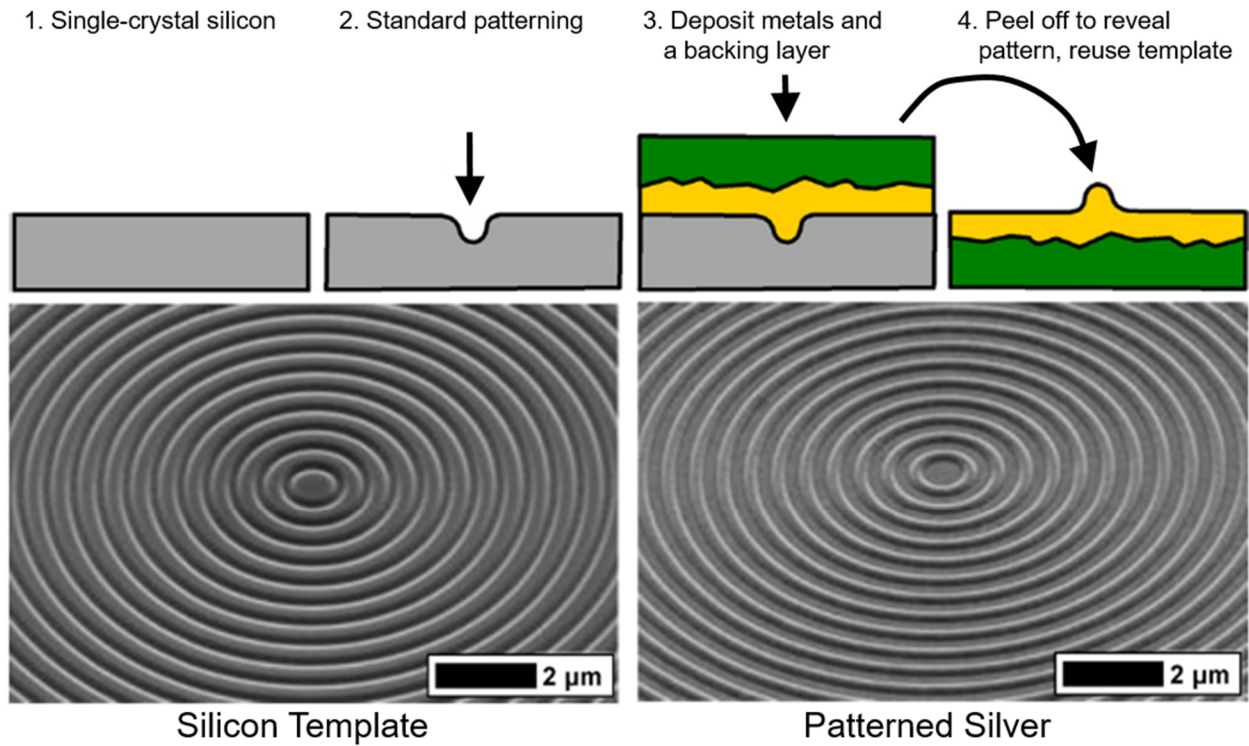 1. Single-crystal silicon
2. Standard patterning
3. Deposit metals and
a backing layer
4. Peel off to reveal
pattern, reuse template
2 µm
2 µm
Silicon Template
Patterned Silver